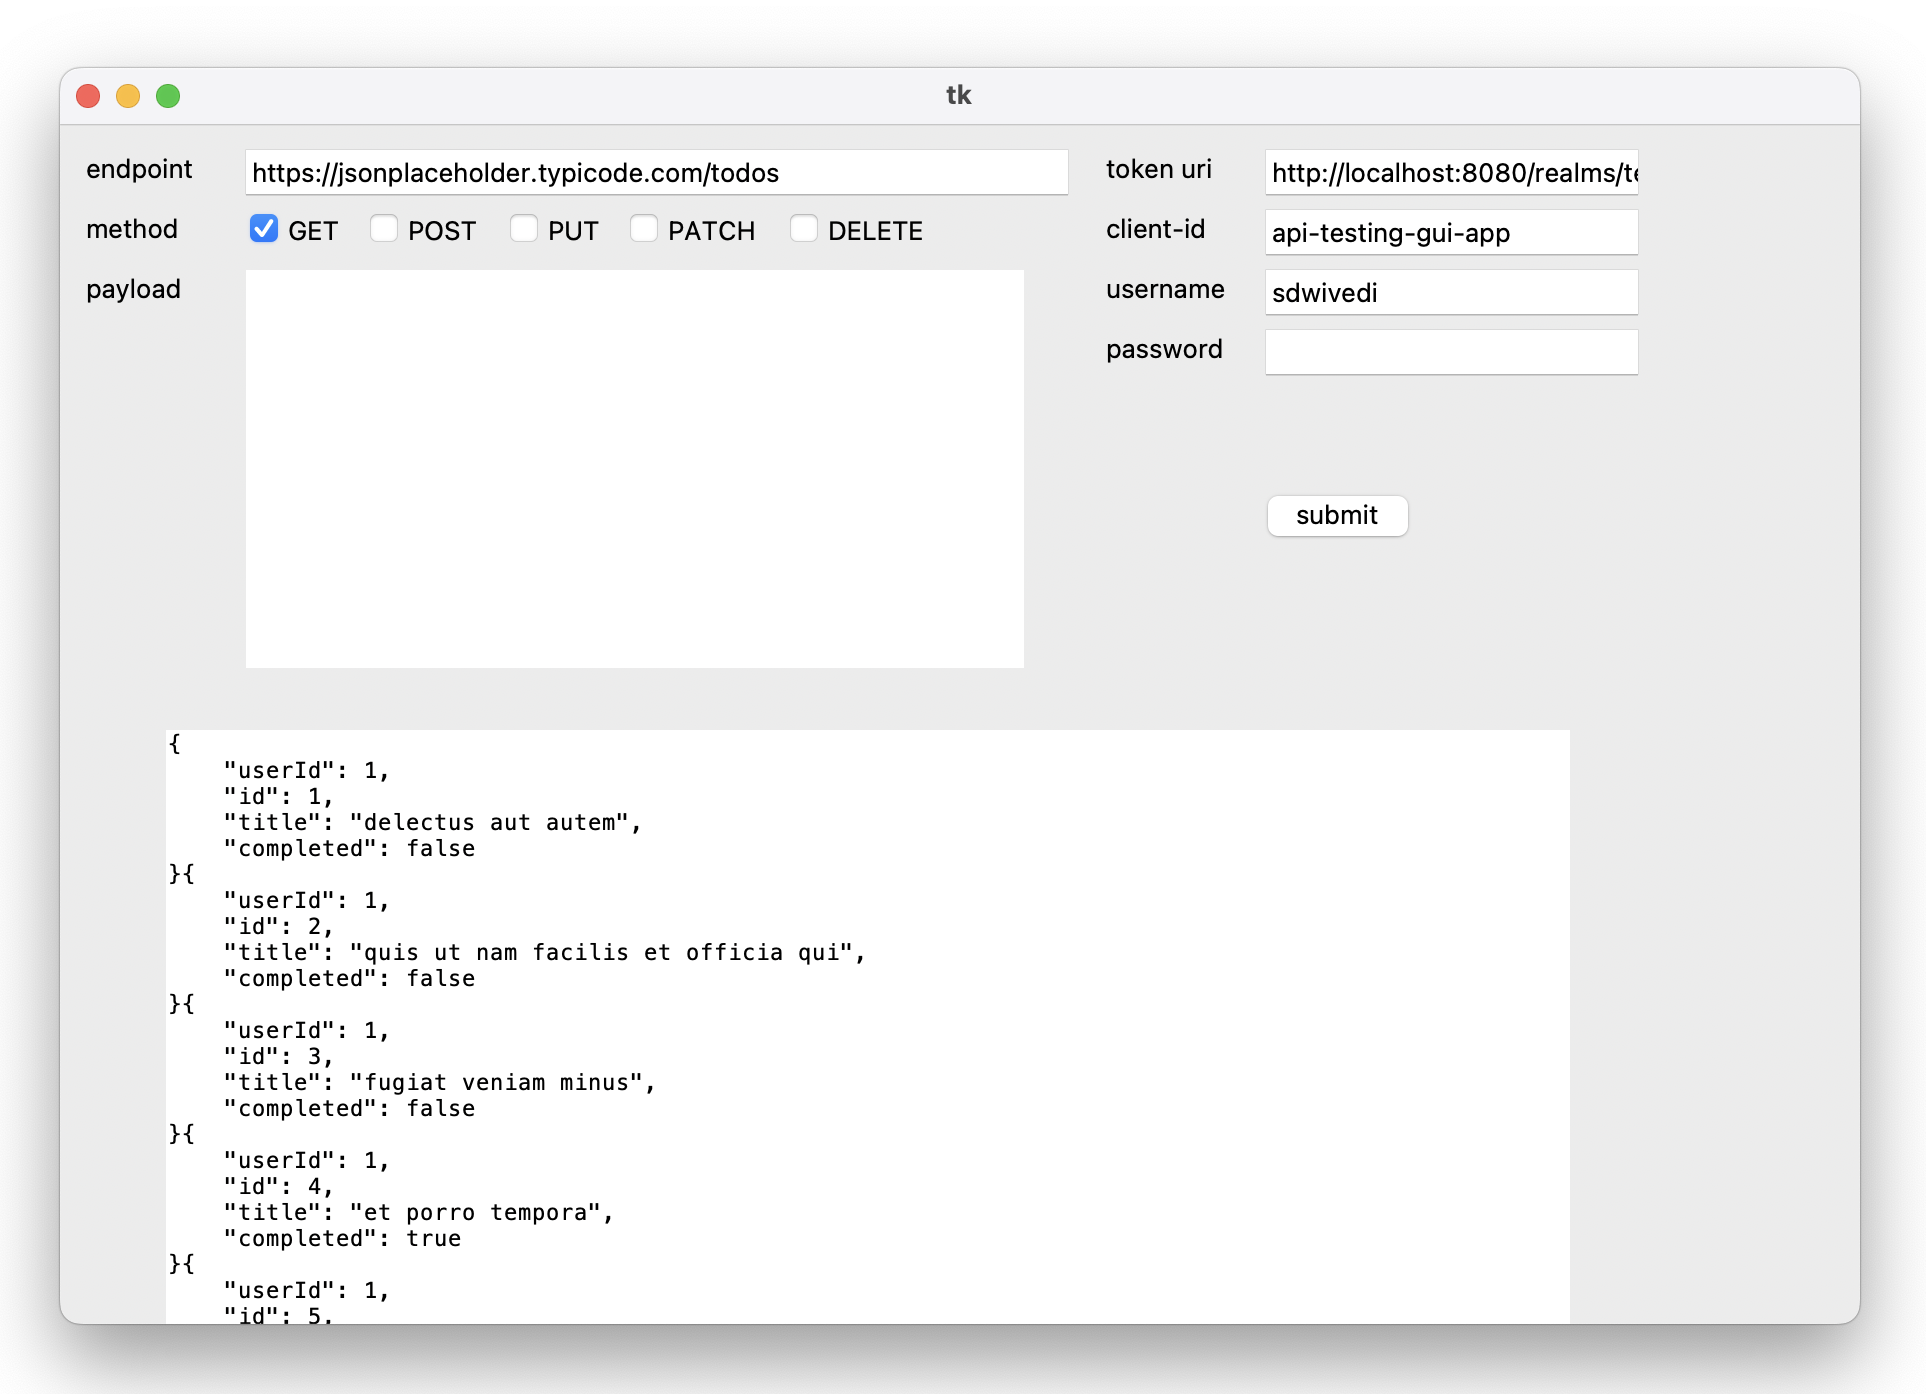 tk
endpoint
https://jsonplaceholder.typicode.com/todos
method
GET POST PUT PATCH DELETE
payload
token uri
http://localhost:8080/realms/te
client-id
api-testing-gui-app
username
sdwivedi
password
submit
{
"userId": 1,
"id": 1,
"title": "delectus aut autem",
"completed": false
}{
"userId": 1,
"id": 2,
"title": "quis ut nam facilis et officia qui",
"completed": false
}{
"userId": 1,
"id": 3,
"title": "fugiat veniam minus",
"completed": false
}{
"userId": 1,
"id": 4,
"title": "et porro tempora",
"completed": true
}{
"userId": 1,
"id": 5,